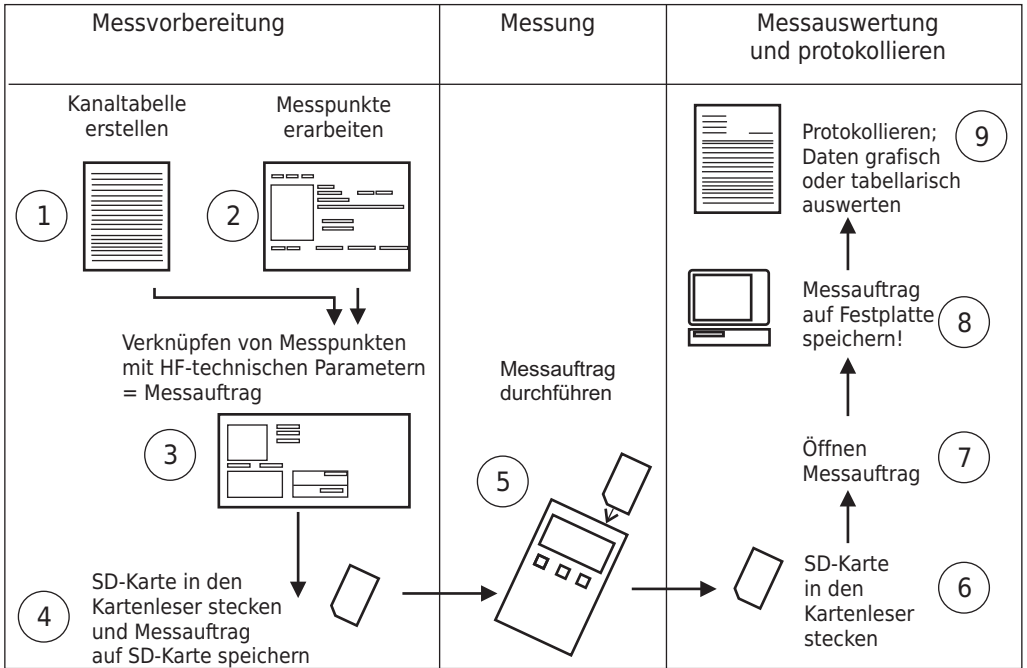 Messvorbereitung
Messung
Messauswertung
und protokollieren
Kanaltabelle
erstellen
Messpunkte
erarbeiten
1
2
Verknüpfen von Messpunkten
mit HF-technischen Parametern
= Messauftrag
3
4
SD-Karte in den
Kartenleser stecken
und Messauftrag
auf SD-Karte speichern
Messauftrag
durchführen
5
Protokollieren;
Daten grafisch
oder tabellarisch
auswerten
9
Messauftrag
auf Festplatte
speichern!
8
Öffnen
Messauftrag
7
SD-Karte
in den
Kartenleser
stecken
6